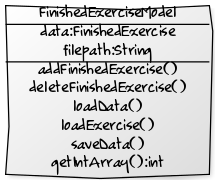 FinishedExerciseModel
data:FinishedExercise
filepath:String
addFinishedExercise()
deleteFinishedExercise()
loadData()
loadExercise()
saveData()
getIntArray():int